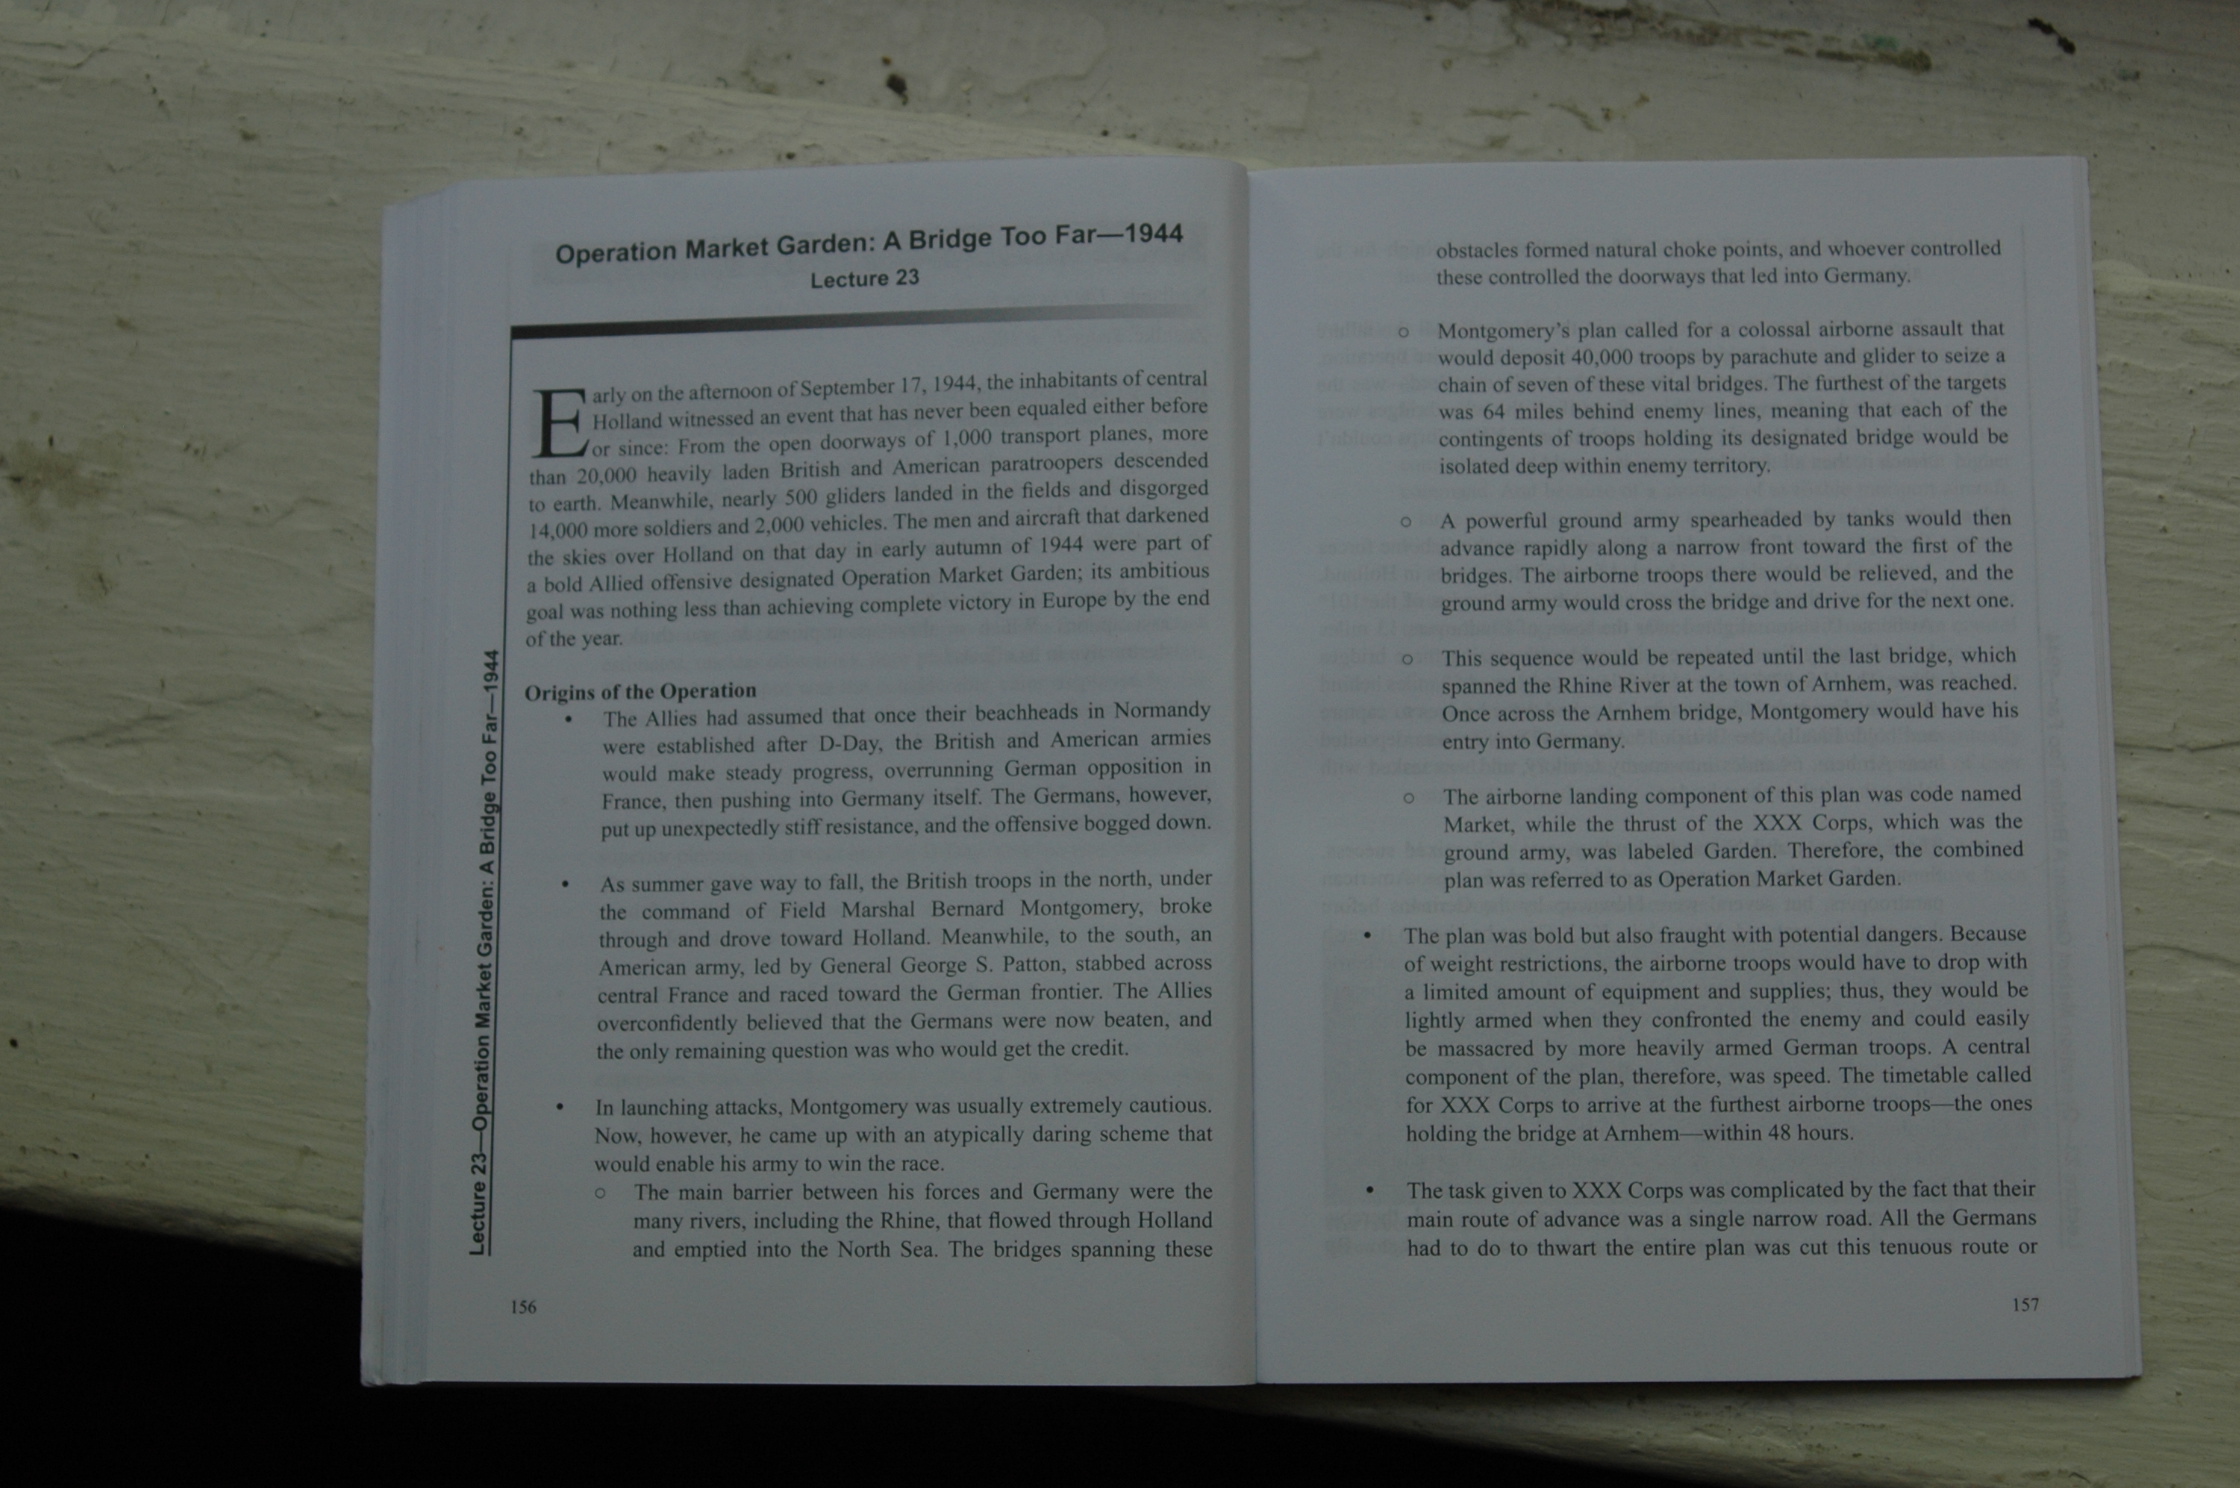 Operation Market Garden: A Bridge Too Far—1944
Lecture 23
Early on the afternoon of September 17, 1944, the inhabitants of central
Holland witnessed an event that has never been equaled either before
or since: From the open doorways of 1,000 transport planes, more
than 20,000 heavily laden British and American paratroopers descended
to earth. Meanwhile, nearly 500 gliders landed in the fields and disgorged
14,000 more soldiers and 2,000 vehicles. The men and aircraft that darkened
the skies over Holland on that day in early autumn of 1944 were part of
a bold Allied offensive designated Operation Market Garden; its ambitious
goal was nothing less than achieving complete victory in Europe by the end
of the year.
Origins of the Operation
• The Allies had assumed that once their beachheads in Normandy
were established after D-Day, the British and American armies
would make steady progress, overrunning German opposition in
France, then pushing into Germany itself. The Germans, however,
put up unexpectedly stiff resistance, and the offensive bogged down.
• As summer gave way to fall, the British troops in the north, under
the command of Field Marshal Bernard Montgomery, broke
through and drove toward Holland. Meanwhile, to the south, an
American army, led by General George S. Patton, stabbed across
central France and raced toward the German frontier. The Allies
overconfidently believed that the Germans were now beaten, and
the only remaining question was who would get the credit.
• In launching attacks, Montgomery was usually extremely cautious.
Now, however, he came up with an atypically daring scheme that
would enable his army to win the race.
○ The main barrier between his forces and Germany were the
many rivers, including the Rhine, that flowed through Holland
and emptied into the North Sea. The bridges spanning these
Lecture 23—Operation Market Garden: A Bridge Too Far—1944
156
obstacles formed natural choke points, and whoever controlled
these controlled the doorways that led into Germany.
○ Montgomery's plan called for a colossal airborne assault that
would deposit 40,000 troops by parachute and glider to seize a
chain of seven of these vital bridges. The furthest of the targets
was 64 miles behind enemy lines, meaning that each of the
contingents of troops holding its designated bridge would be
isolated deep within enemy territory.
○ A powerful ground army spearheaded by tanks would then
advance rapidly along a narrow front toward the first of the
bridges. The airborne troops there would be relieved, and the
ground army would cross the bridge and drive for the next one.
○ This sequence would be repeated until the last bridge, which
spanned the Rhine River at the town of Arnhem, was reached.
Once across the Arnhem bridge, Montgomery would have his
entry into Germany.
○ The airborne landing component of this plan was code named
Market, while the thrust of the XXX Corps, which was the
ground army, was labeled Garden. Therefore, the combined
plan was referred to as Operation Market Garden.
• The plan was bold but also fraught with potential dangers. Because
of weight restrictions, the airborne troops would have to drop with
a limited amount of equipment and supplies; thus, they would be
lightly armed when they confronted the enemy and could easily
be massacred by more heavily armed German troops. A central
component of the plan, therefore, was speed. The timetable called
for XXX Corps to arrive at the furthest airborne troops—the ones
holding the bridge at Arnhem—within 48 hours.
• The task given to XXX Corps was complicated by the fact that their
main route of advance was a single narrow road. All the Germans
had to do to thwart the entire plan was cut this tenuous route or
157